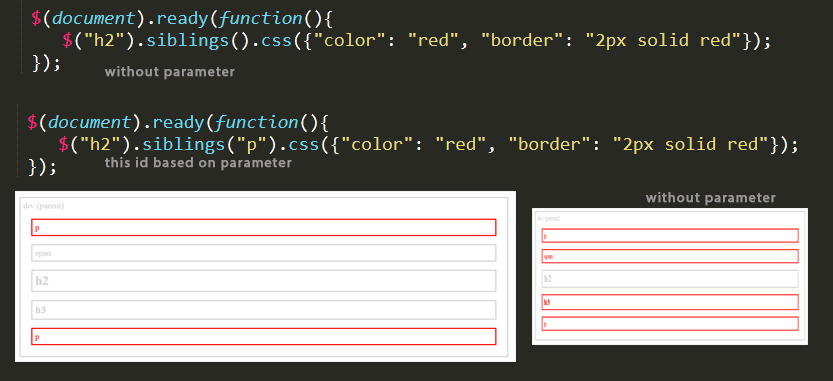 $(document).ready(function(){
$("h2").siblings().css({"color": "red", "border": "2px solid red"});
});
without parameter
$(document).ready(function(){
$("h2").siblings("p").css({"color": "red", "border": "2px solid red"});
});
this id based on parameter
div (parent)
p
span
h2
h3
p
without parameter
div (parent)
p
span
h2
h3
p